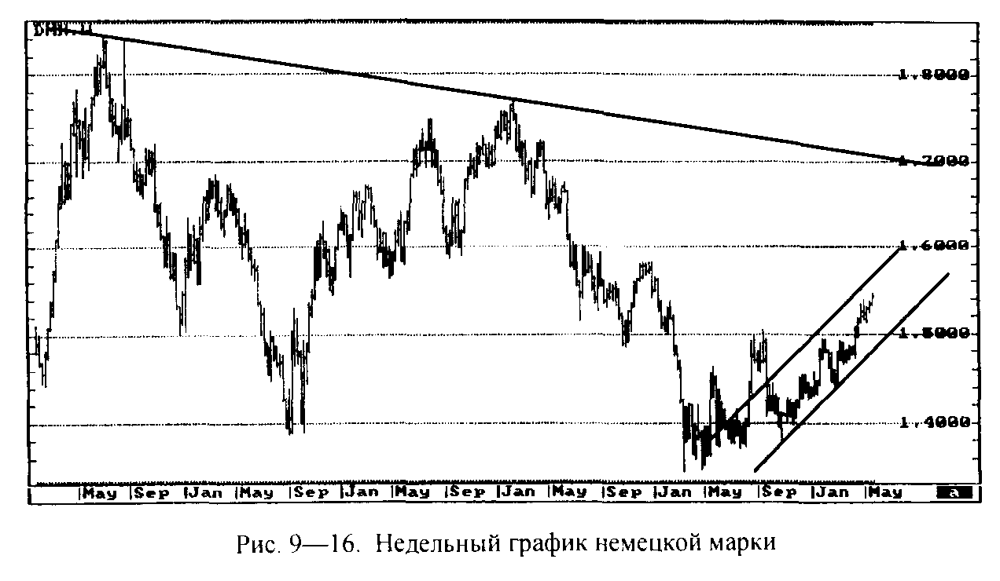 1.8000
1.7000
1.6000
1.5000
1.4000
May Sep Jan May Sep Jan May Sep Jan May Sep Jan May Sep Jan May a
Рис. 9—16. Недельный график немецкой марки